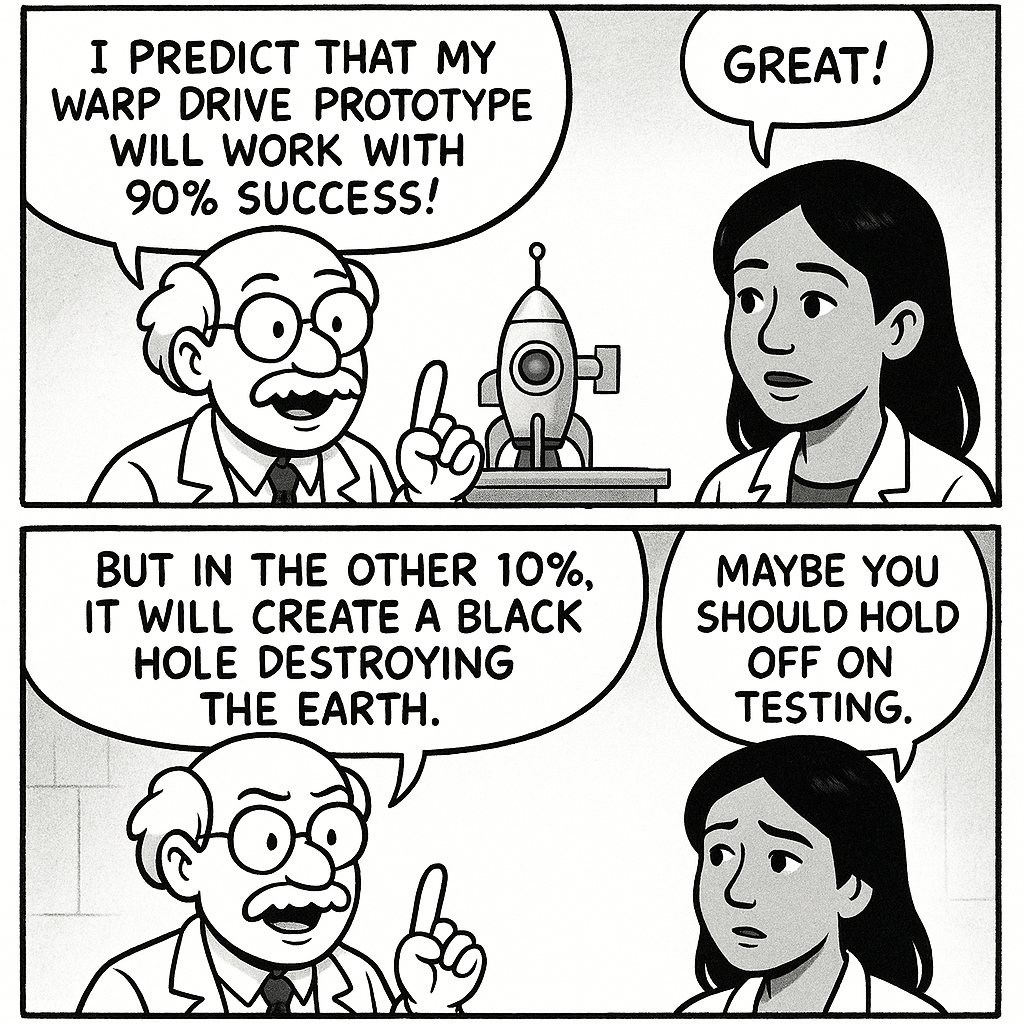 I PREDICT THAT MY
WARP DRIVE PROTOTYPE
WILL WORK WITH
90% SUCCESS!
GREAT!
BUT IN THE OTHER 10%,
IT WILL CREATE A BLACK
HOLE DESTROYING
THE EARTH.
MAYBE YOU
SHOULD HOLD
OFF ON
TESTING.